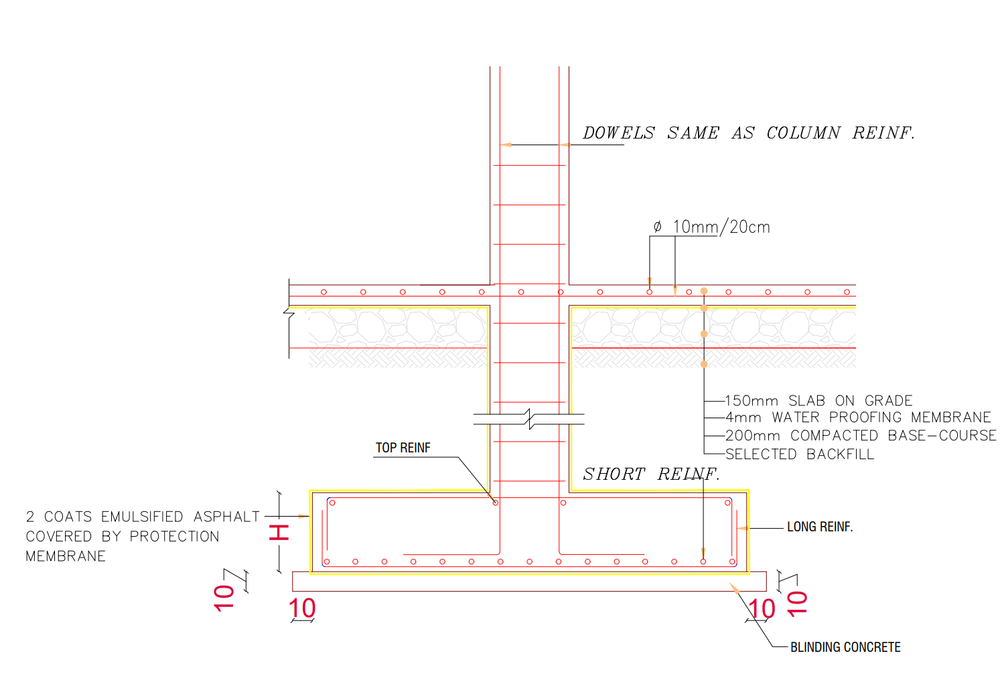 DOWELS SAME AS COLUMN REINF.
ø 10mm/20cm
150mm SLAB ON GRADE
4mm WATER PROOFING MEMBRANE
200mm COMPACTED BASE-COURSE
SELECTED BACKFILL
TOP REINF
SHORT REINF.
2 COATS EMULSIFIED ASPHALT
COVERED BY PROTECTION
MEMBRANE
H
LONG REINF.
10
10
10
10
BLINDING CONCRETE